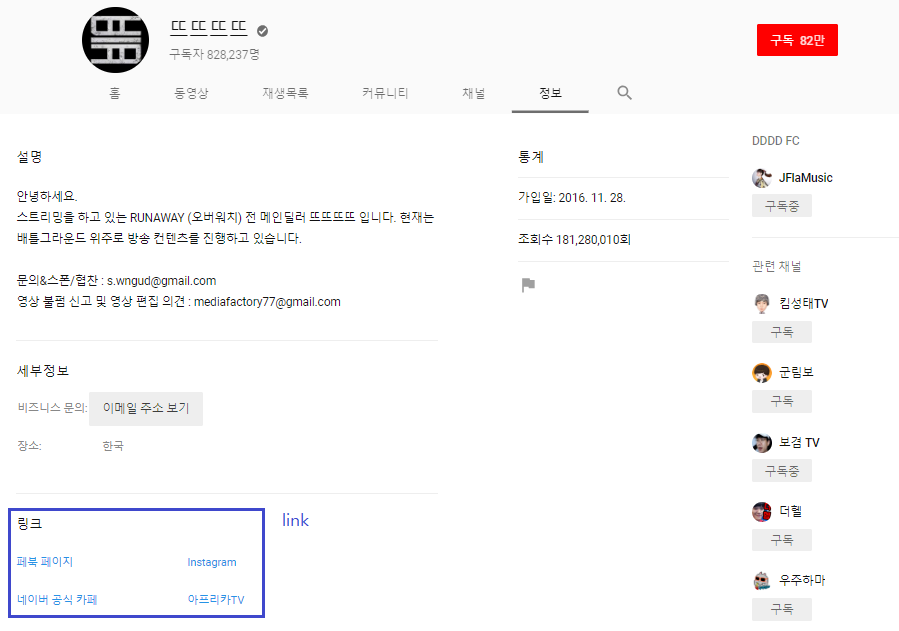 뜨뜨뜨뜨
구독자 828,237명
구독 82만
홈
동영상
재생목록
커뮤니티
채널
정보
설명
안녕하세요.
스트리밍을 하고 있는 RUNAWAY (오버워치) 전 메인딜러 뜨뜨뜨뜨 입니다. 현재는
배틀그라운드 위주로 방송 컨텐츠를 진행하고 있습니다.
문의&스폰/협찬 : s.wngud@gmail.com
영상 불펌 신고 및 영상 편집 의견 : mediafactory77@gmail.com
세부정보
비즈니스 문의: 이메일 주소 보기
장소: 한국
링크
link
페북 페이지
Instagram
네이버 공식 카페
아프리카TV
통계
가입일: 2016. 11. 28.
조회수 181,280,010회
DDDD FC
JFlaMusic
구독중
관련 채널
킴성태TV
구독
군림보
구독
보겸 TV
구독중
더헬
구독
우주하마
구독